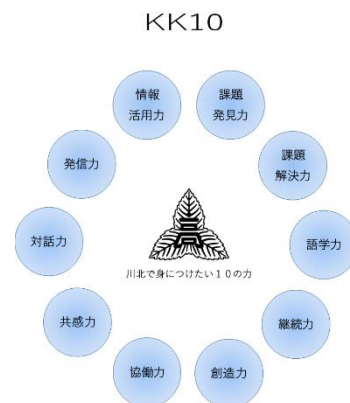 KK10
情報
活用力
課題
発見力
発信力
課題
解決力
対話力
高
語学力
川北で身につけたい１０の力
共感力
継続力
協働力
創造力